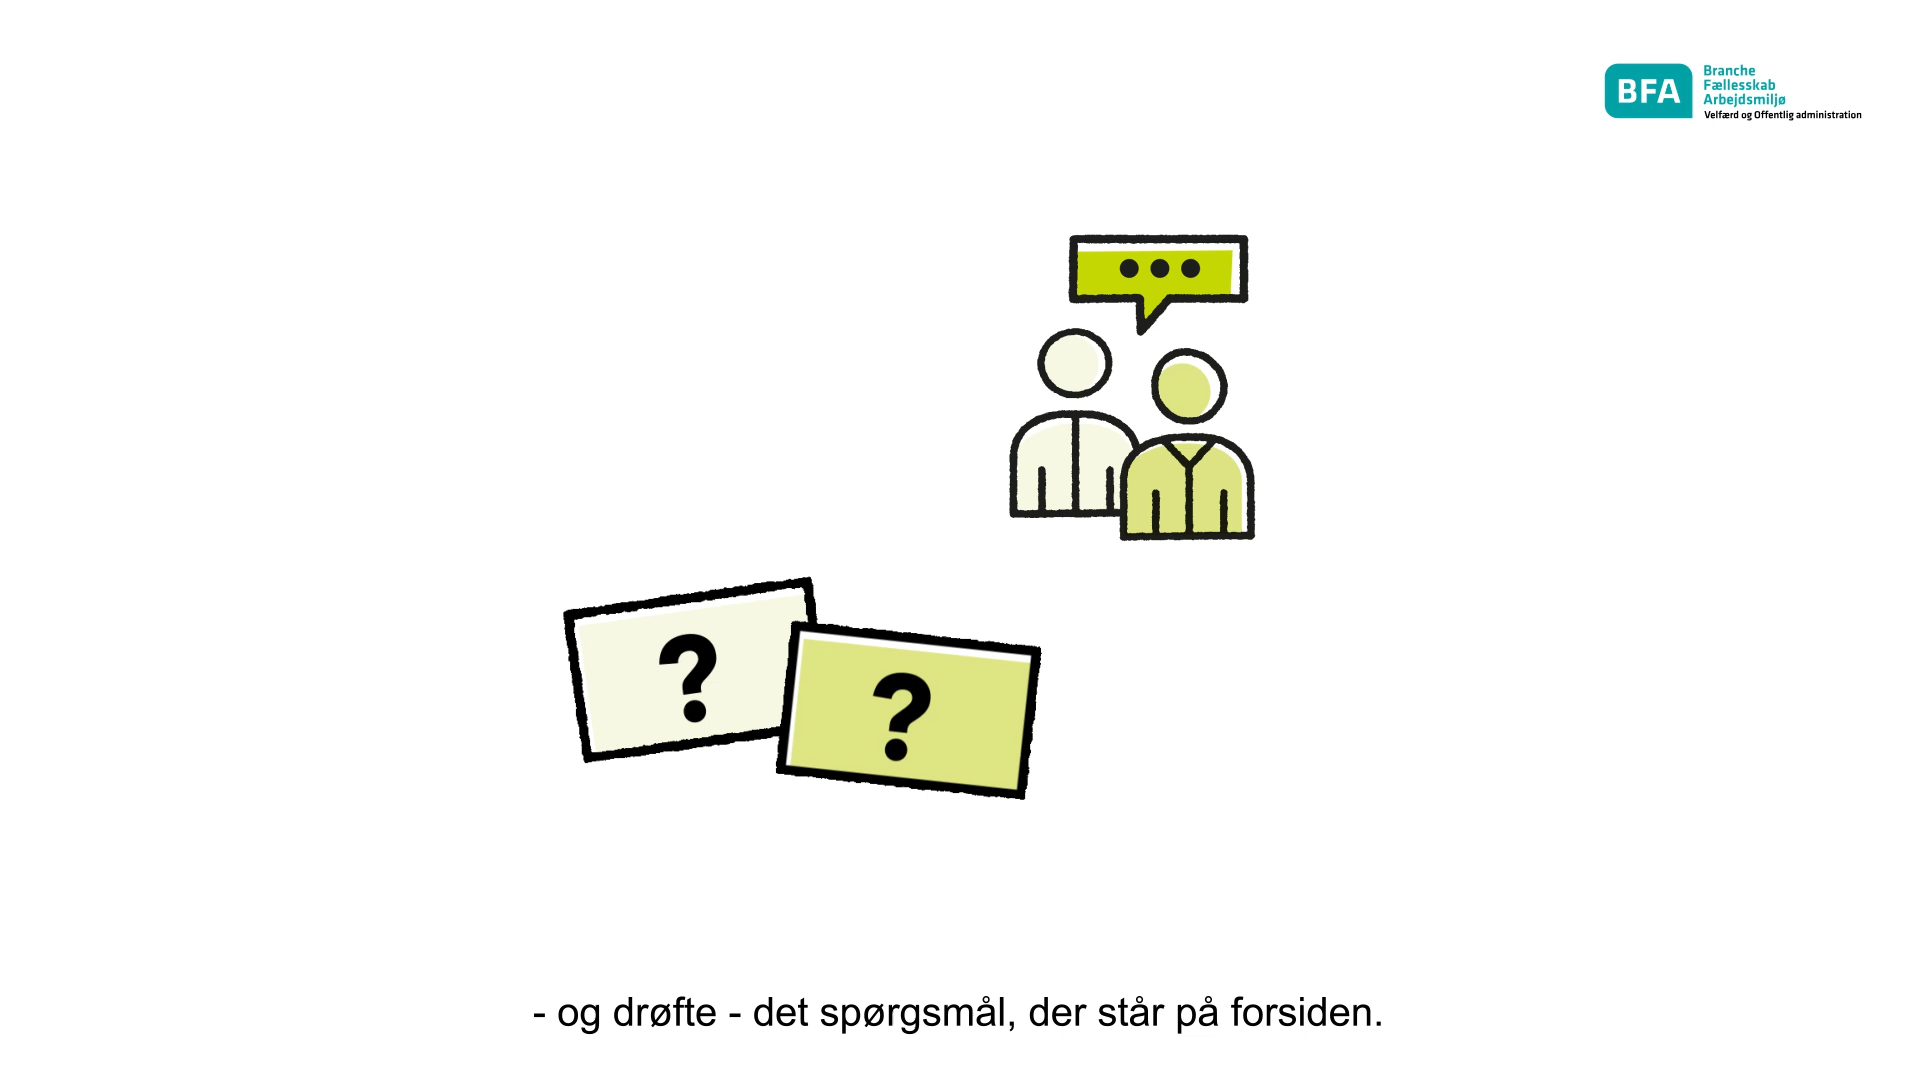 BFA
Branche
Fællesskab
Arbejdsmiljø
Velfærd og Offentlig administration
?
?
- og drøfte - det spørgsmål, der står på forsiden.